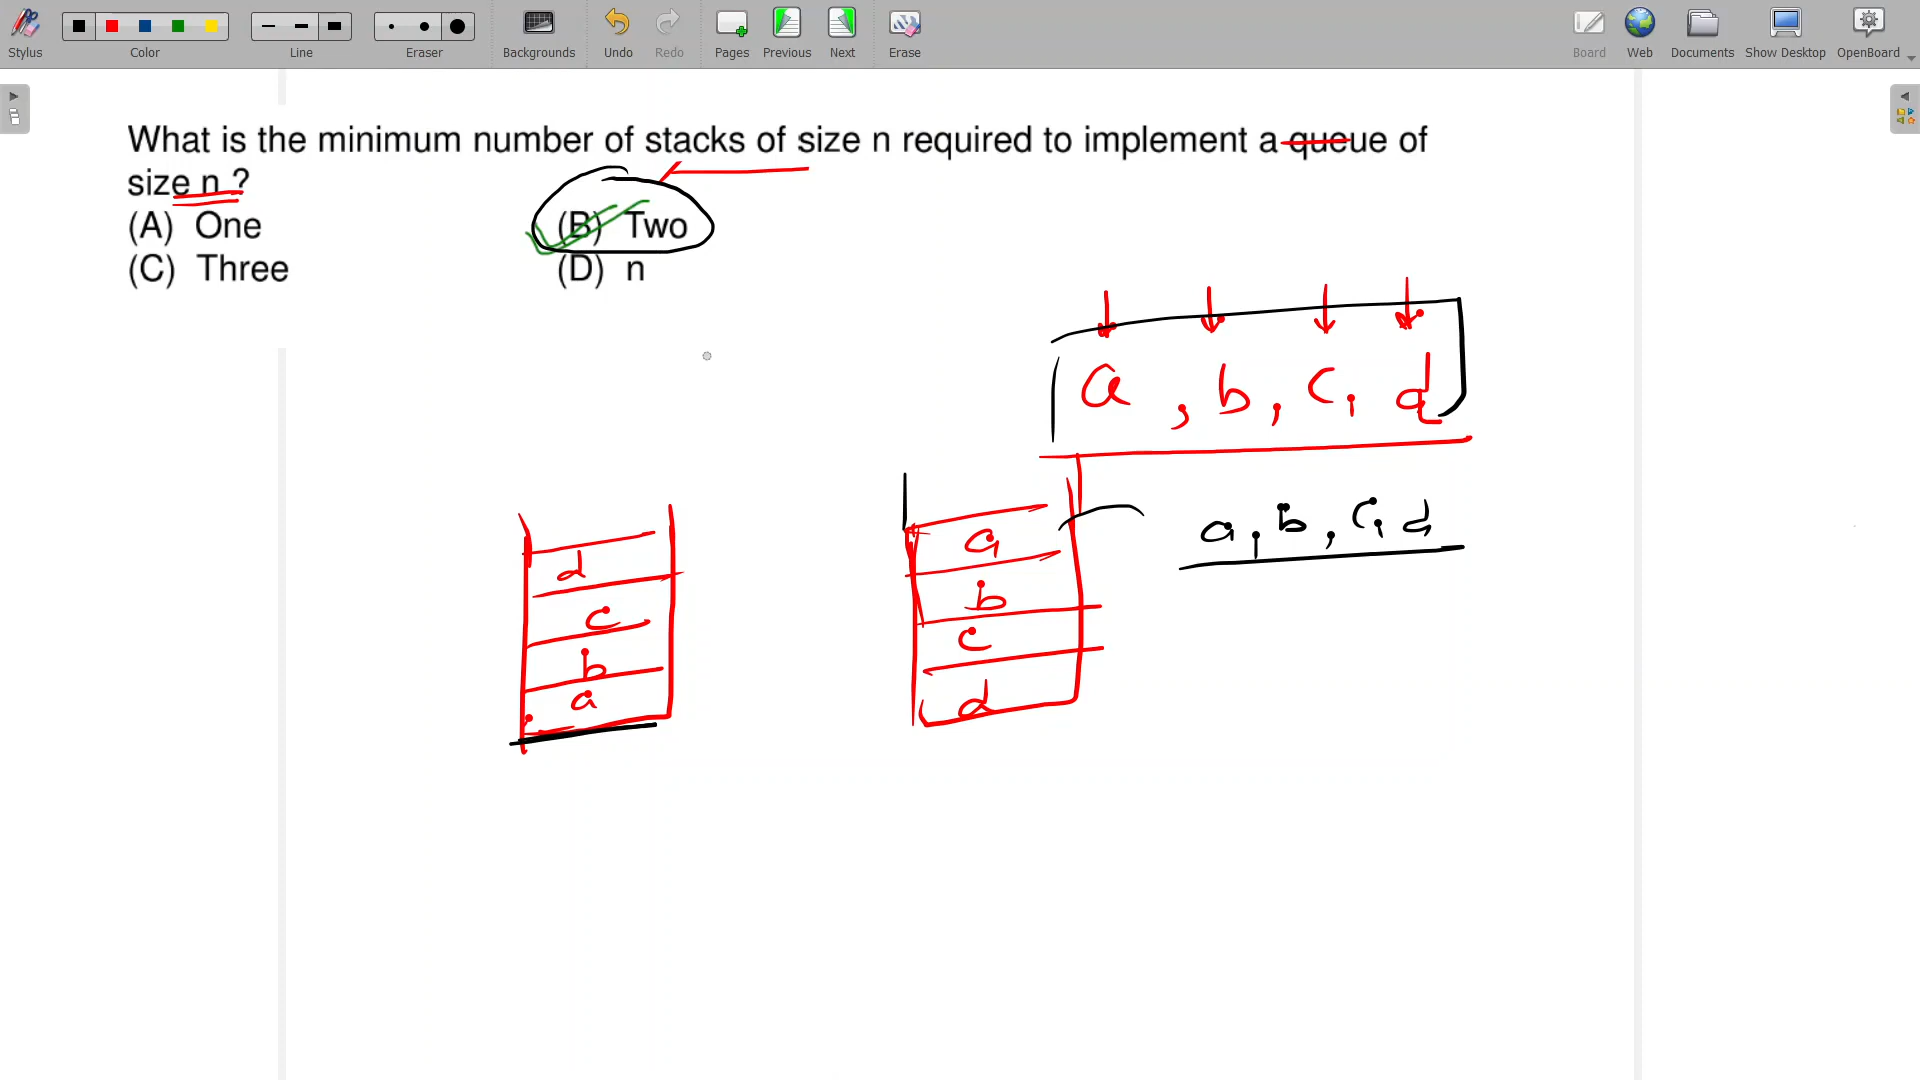 Stylus Color Line Eraser Backgrounds Undo Redo Pages Previous Next Erase Board Web Documents Show Desktop OpenBoard
What is the minimum number of stacks of size n required to implement a queue of
size n ?
(A) One (B) Two
(C) Three (D) n
a , b , c , d
a , b , c , d
d
c
b
a
a
b
c
d